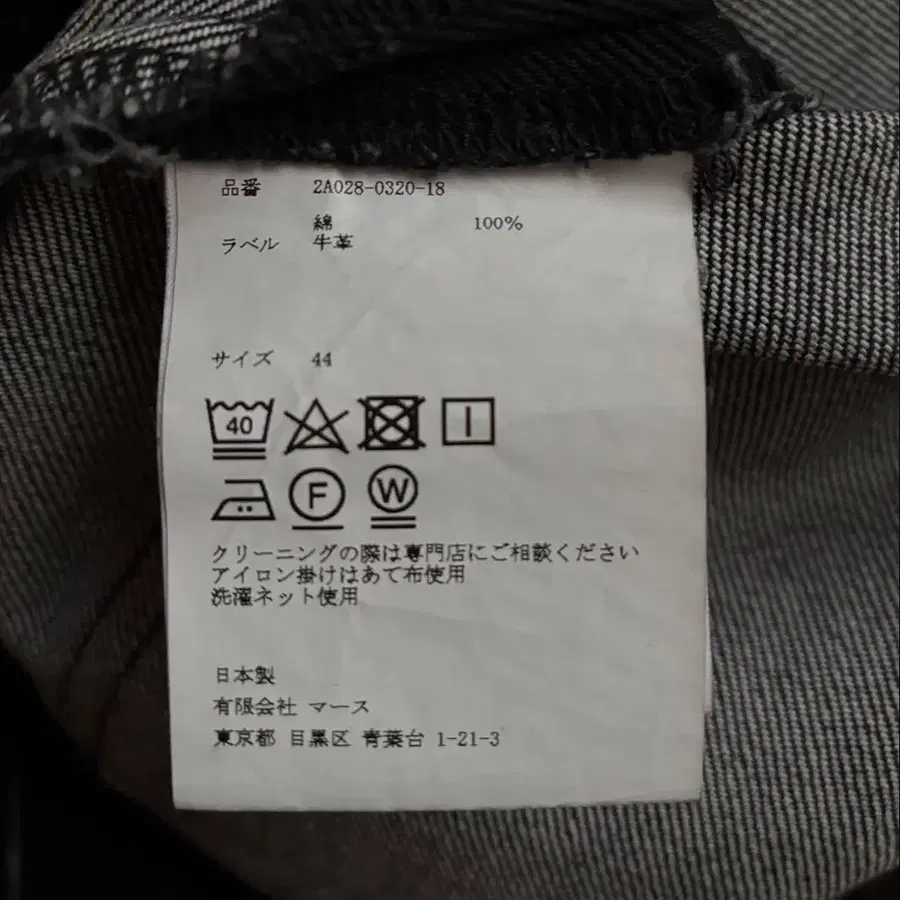 品番 2A028-0320-18
綿 100%
ラベル 牛革
サイズ 44
40
F W
クリーニングの際は専門店にご相談ください
アイロン掛けはあて布使用
洗濯ネット使用
日本製
有限会社 マース
東京都 目黒区 青葉台 1-21-3